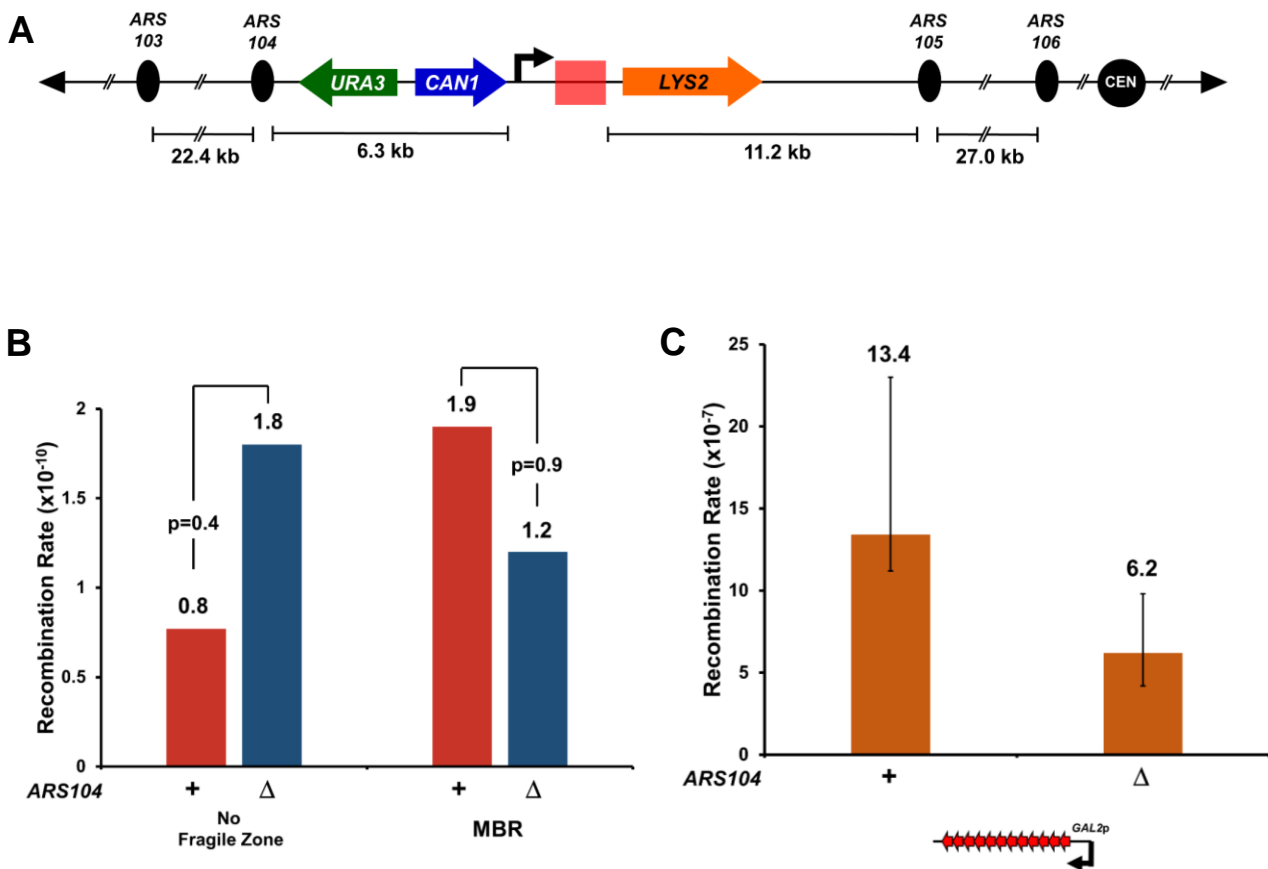 A
ARS
103
ARS
104
ARS
105
ARS
106
URA3
CAN1
LYS2
CEN
22.4 kb
6.3 kb
11.2 kb
27.0 kb
B
Recombination Rate (x10⁻¹⁰)
2
1.5
1
0.5
0
p=0.4
0.8
1.8
1.9
p=0.9
1.2
ARS104
+
Δ
+
Δ
No
Fragile Zone
MBR
C
Recombination Rate (x10⁻⁷)
25
20
15
10
5
0
13.4
6.2
ARS104
+
Δ
GAL2p